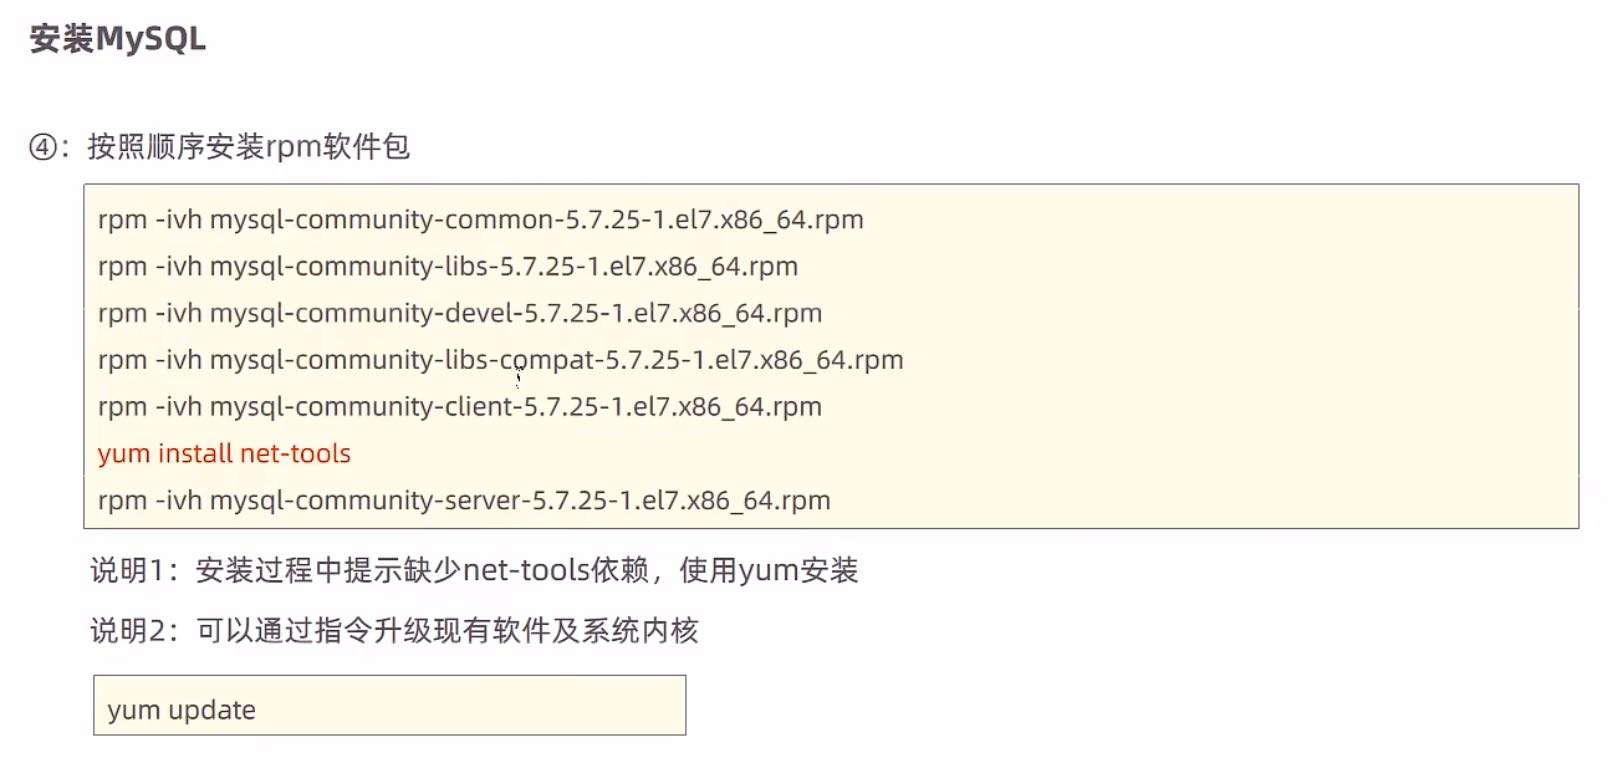 安装MySQL
④：按照顺序安装rpm软件包
rpm -ivh mysql-community-common-5.7.25-1.el7.x86_64.rpm
rpm -ivh mysql-community-libs-5.7.25-1.el7.x86_64.rpm
rpm -ivh mysql-community-devel-5.7.25-1.el7.x86_64.rpm
rpm -ivh mysql-community-libs-compat-5.7.25-1.el7.x86_64.rpm
rpm -ivh mysql-community-client-5.7.25-1.el7.x86_64.rpm
yum install net-tools
rpm -ivh mysql-community-server-5.7.25-1.el7.x86_64.rpm
说明1：安装过程中提示缺少net-tools依赖，使用yum安装
说明2：可以通过指令升级现有软件及系统内核
yum update